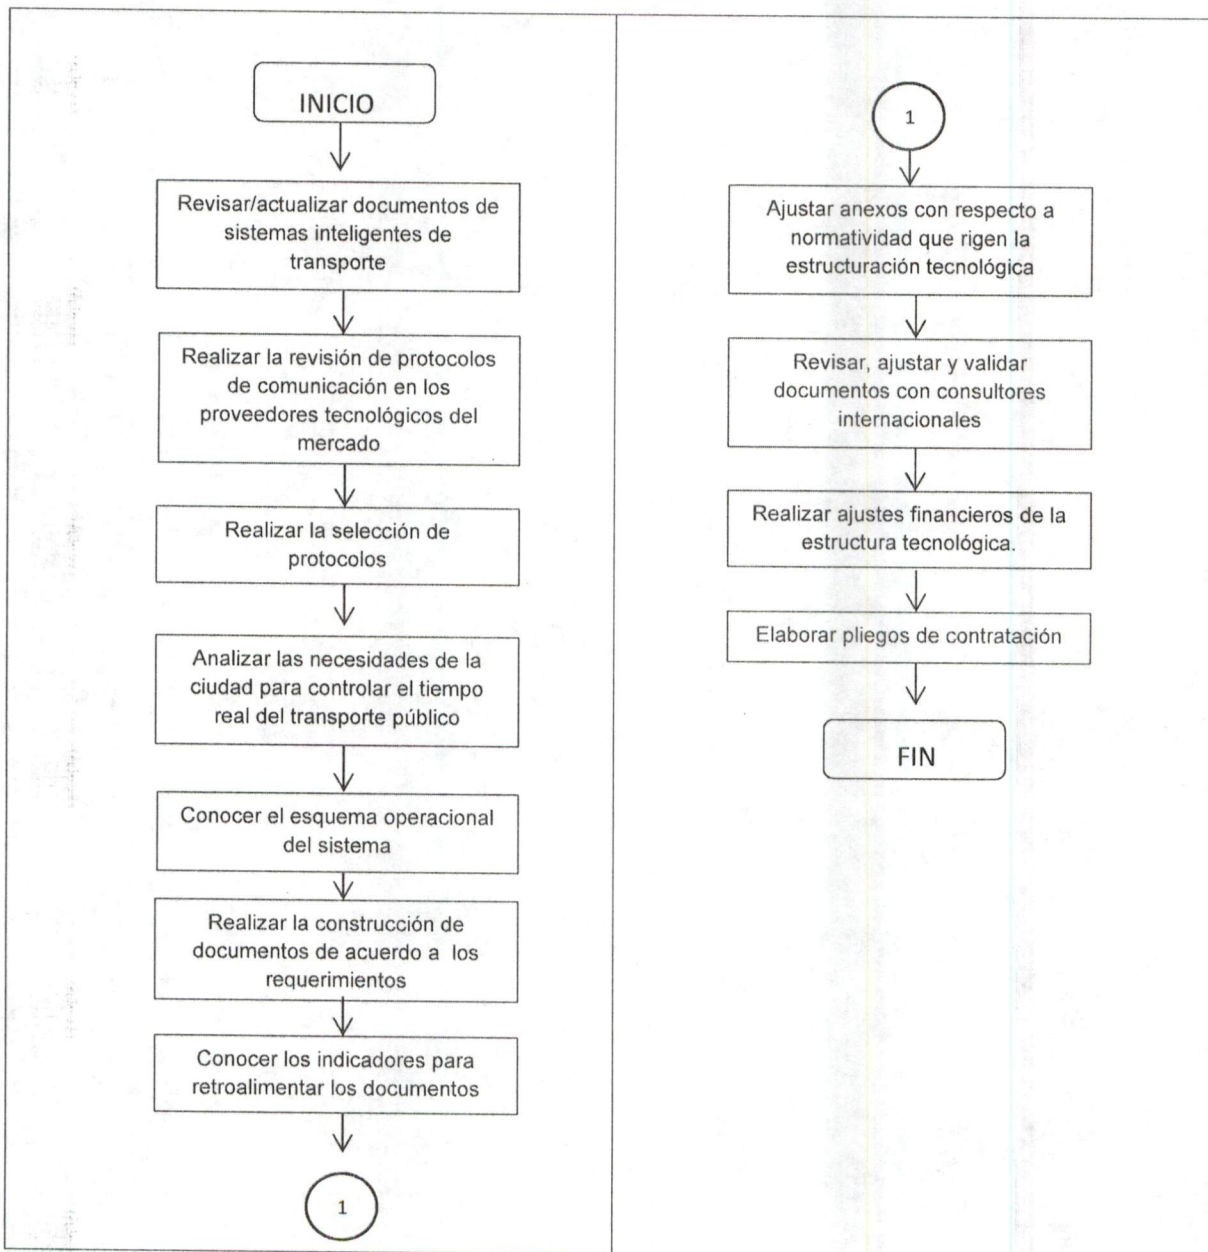 INICIO
Revisar/actualizar documentos de
sistemas inteligentes de
transporte
Realizar la revisión de protocolos
de comunicación en los
proveedores tecnológicos del
mercado
Realizar la selección de
protocolos
Analizar las necesidades de la
ciudad para controlar el tiempo
real del transporte público
Conocer el esquema operacional
del sistema
Realizar la construcción de
documentos de acuerdo a los
requerimientos
Conocer los indicadores para
retroalimentar los documentos
1
1
Ajustar anexos con respecto a
normatividad que rigen la
estructuración tecnológica
Revisar, ajustar y validar
documentos con consultores
internacionales
Realizar ajustes financieros de la
estructura tecnológica.
Elaborar pliegos de contratación
FIN